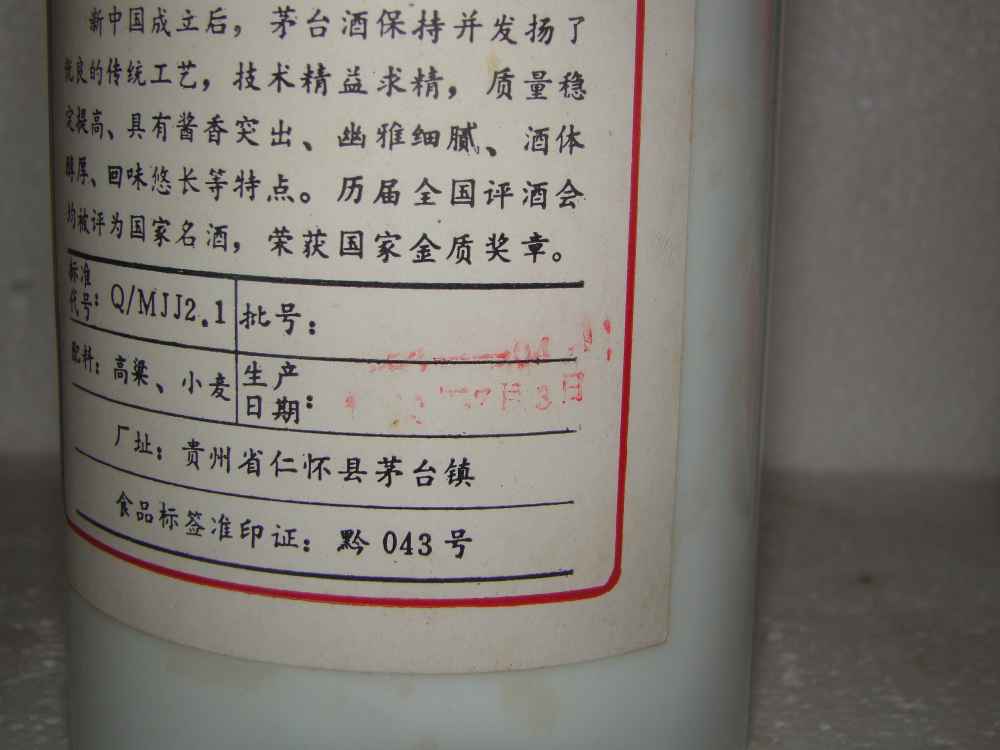 新中国成立后，茅台酒保持并发扬了
优良的传统工艺，技术精益求精，质量稳
定提高、具有酱香突出、幽雅细腻、酒体
醇厚、回味悠长等特点。历届全国评酒会
均被评为国家名酒，荣获国家金质奖章。
标准代号：Q/MJJ2.1
批号：
配料：高粱、小麦
生产日期：
月3日
厂址：贵州省仁怀县茅台镇
食品标签准印证：黔043号